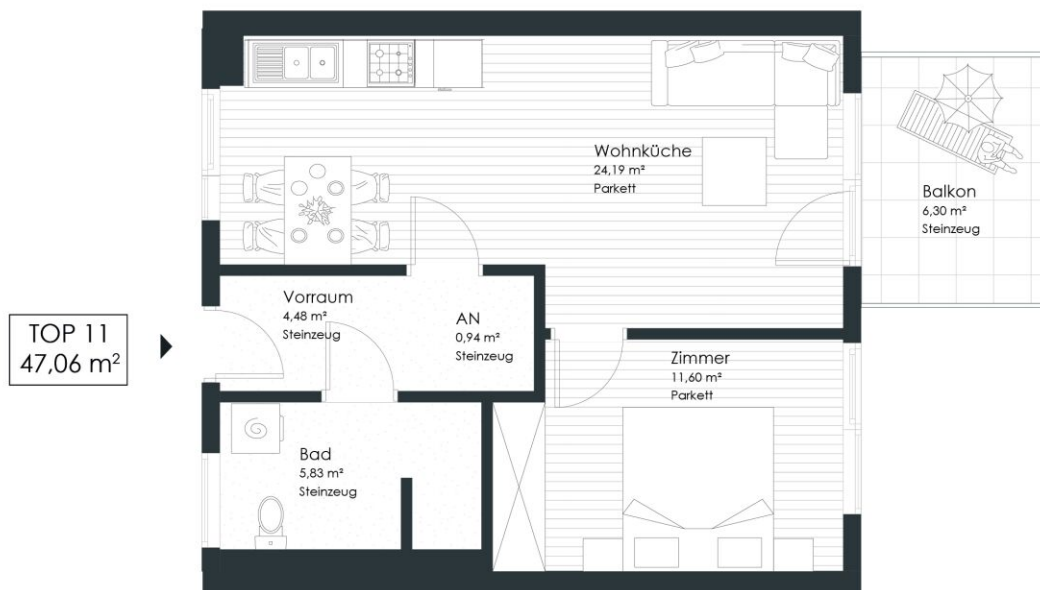 Wohnküche
24,19 m²
Parkett
Balkon
6,30 m²
Steinzeug
TOP 11
47,06 m²
Vorraum
4,48 m²
Steinzeug
AN
0,94 m²
Steinzeug
Zimmer
11,60 m²
Parkett
Bad
5,83 m²
Steinzeug